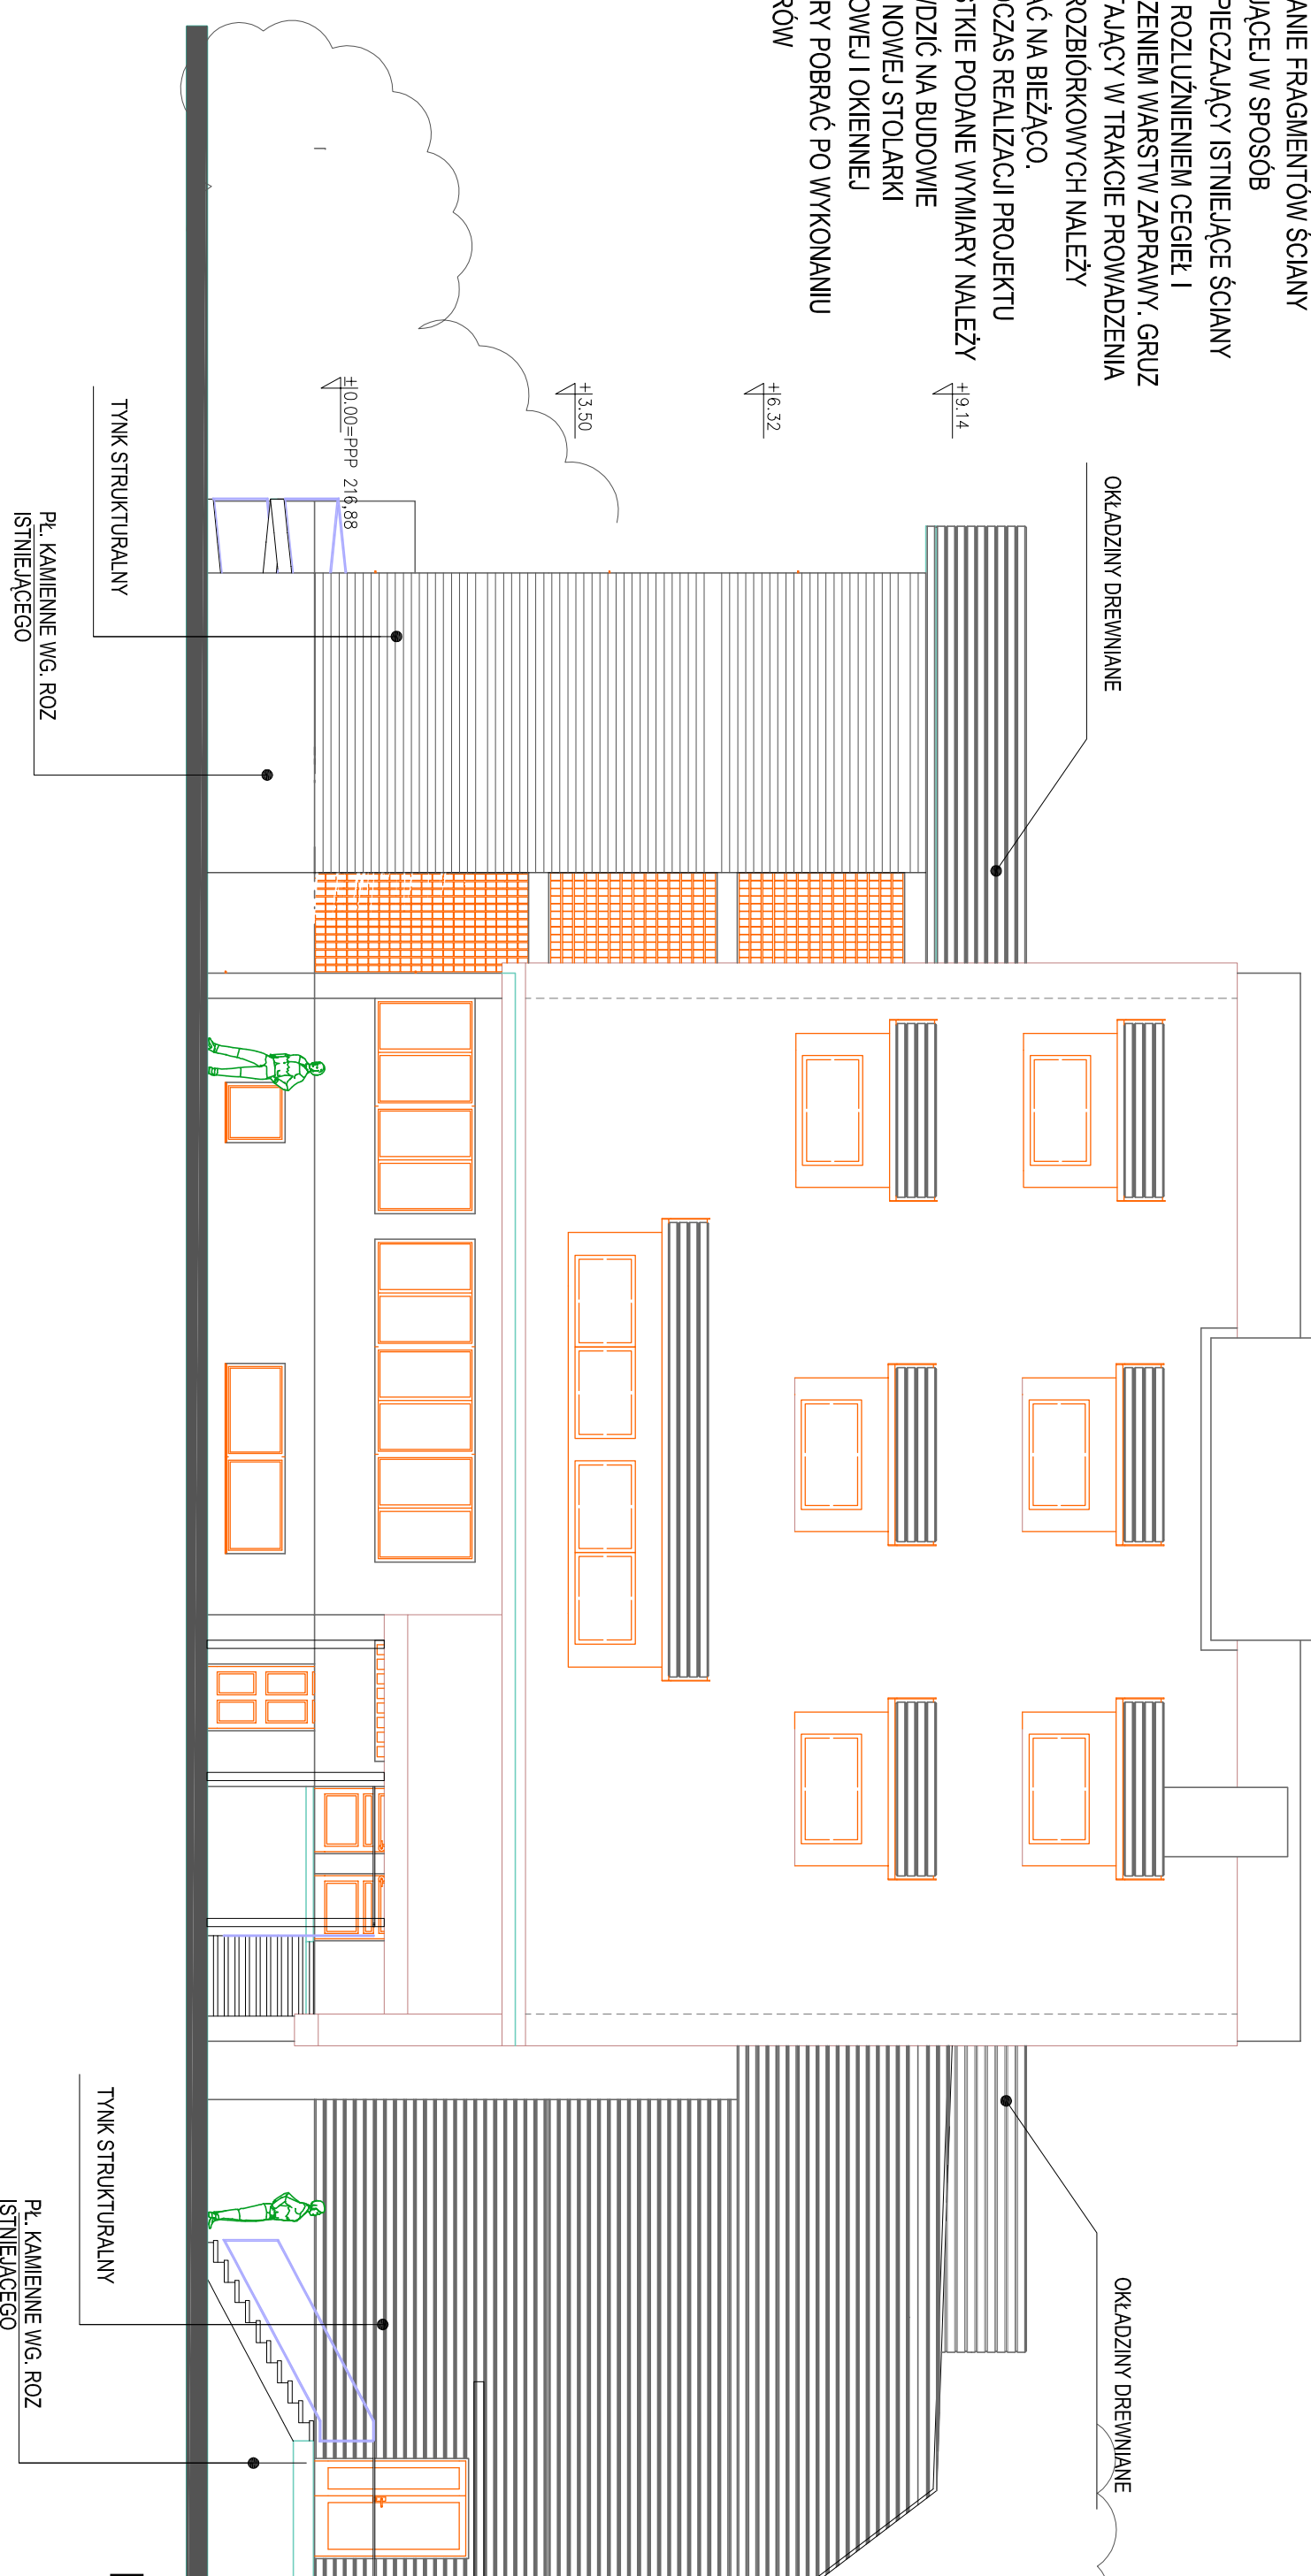 ANIE FRAGMENTÓW ŚCIANY
JĄCEJ W SPOSÓB
PIECZAJĄCY ISTNIEJĄCE ŚCIANY
ROZLUŹNIENIEM CEGIEŁ I
ZENIEM WARSTW ZAPRAWY. GRUZ
TAJĄCY W TRAKCIE PROWADZENIA
ROZBIÓRKOWYCH NALEŻY
AĆ NA BIEŻĄCO.
CZAS REALIZACJI PROJEKTU
STKIE PODANE WYMIARY NALEŻY
WDZIĆ NA BUDOWIE
NOWEJ STOLARKI
OWEJ I OKIENNEJ
RY POBRAĆ PO WYKONANIU
RÓW
+9.14
+6.32
+3.50
±0.00=PPP 216,88
OKŁADZINY DREWNIANE
TYNK STRUKTURALNY
PŁ. KAMIENNE WG. ROZ
ISTNIEJĄCEGO
OKŁADZINY DREWNIANE
TYNK STRUKTURALNY
PŁ. KAMIENNE WG. ROZ
ISTNIEJĄCEGO